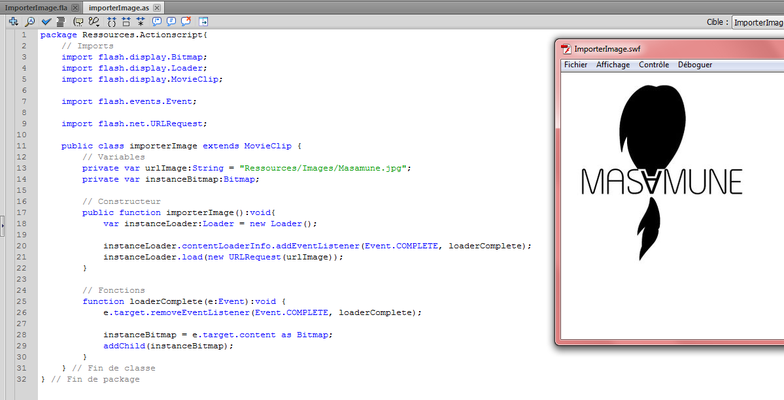 ImporterImage.fla
importerImage.as
Cible :
ImporterImag
1 package Ressources.Actionscript{
2 // Imports
3 import flash.display.Bitmap;
4 import flash.display.Loader;
5 import flash.display.MovieClip;
6
7 import flash.events.Event;
8
9 import flash.net.URLRequest;
10
11 public class importerImage extends MovieClip {
12 // Variables
13 private var urlImage:String = "Ressources/Images/Masamune.jpg";
14 private var instanceBitmap:Bitmap;
15
16 // Constructeur
17 public function importerImage():void{
18 var instanceLoader:Loader = new Loader();
19
20 instanceLoader.contentLoaderInfo.addEventListener(Event.COMPLETE, loaderComplete);
21 instanceLoader.load(new URLRequest(urlImage));
22 }
23
24 // Fonctions
25 function loaderComplete(e:Event):void {
26 e.target.removeEventListener(Event.COMPLETE, loaderComplete);
27
28 instanceBitmap = e.target.content as Bitmap;
29 addChild(instanceBitmap);
30 }
31 } // Fin de classe
32 } // Fin de package
ImporterImage.swf
Fichier Affichage Contrôle Déboguer
MASAMUNE